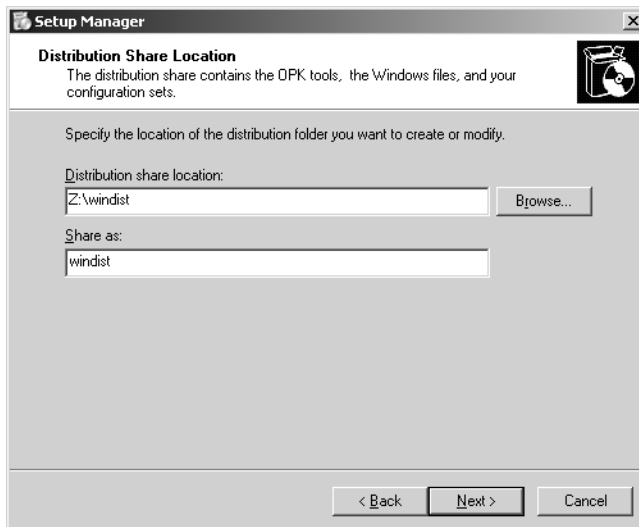 Setup Manager
Distribution Share Location
The distribution share contains the OPK tools, the Windows files, and your
configuration sets.
Specify the location of the distribution folder you want to create or modify.
Distribution share location:
Z:\windist
Browse...
Share as:
windist
< Back
Next >
Cancel